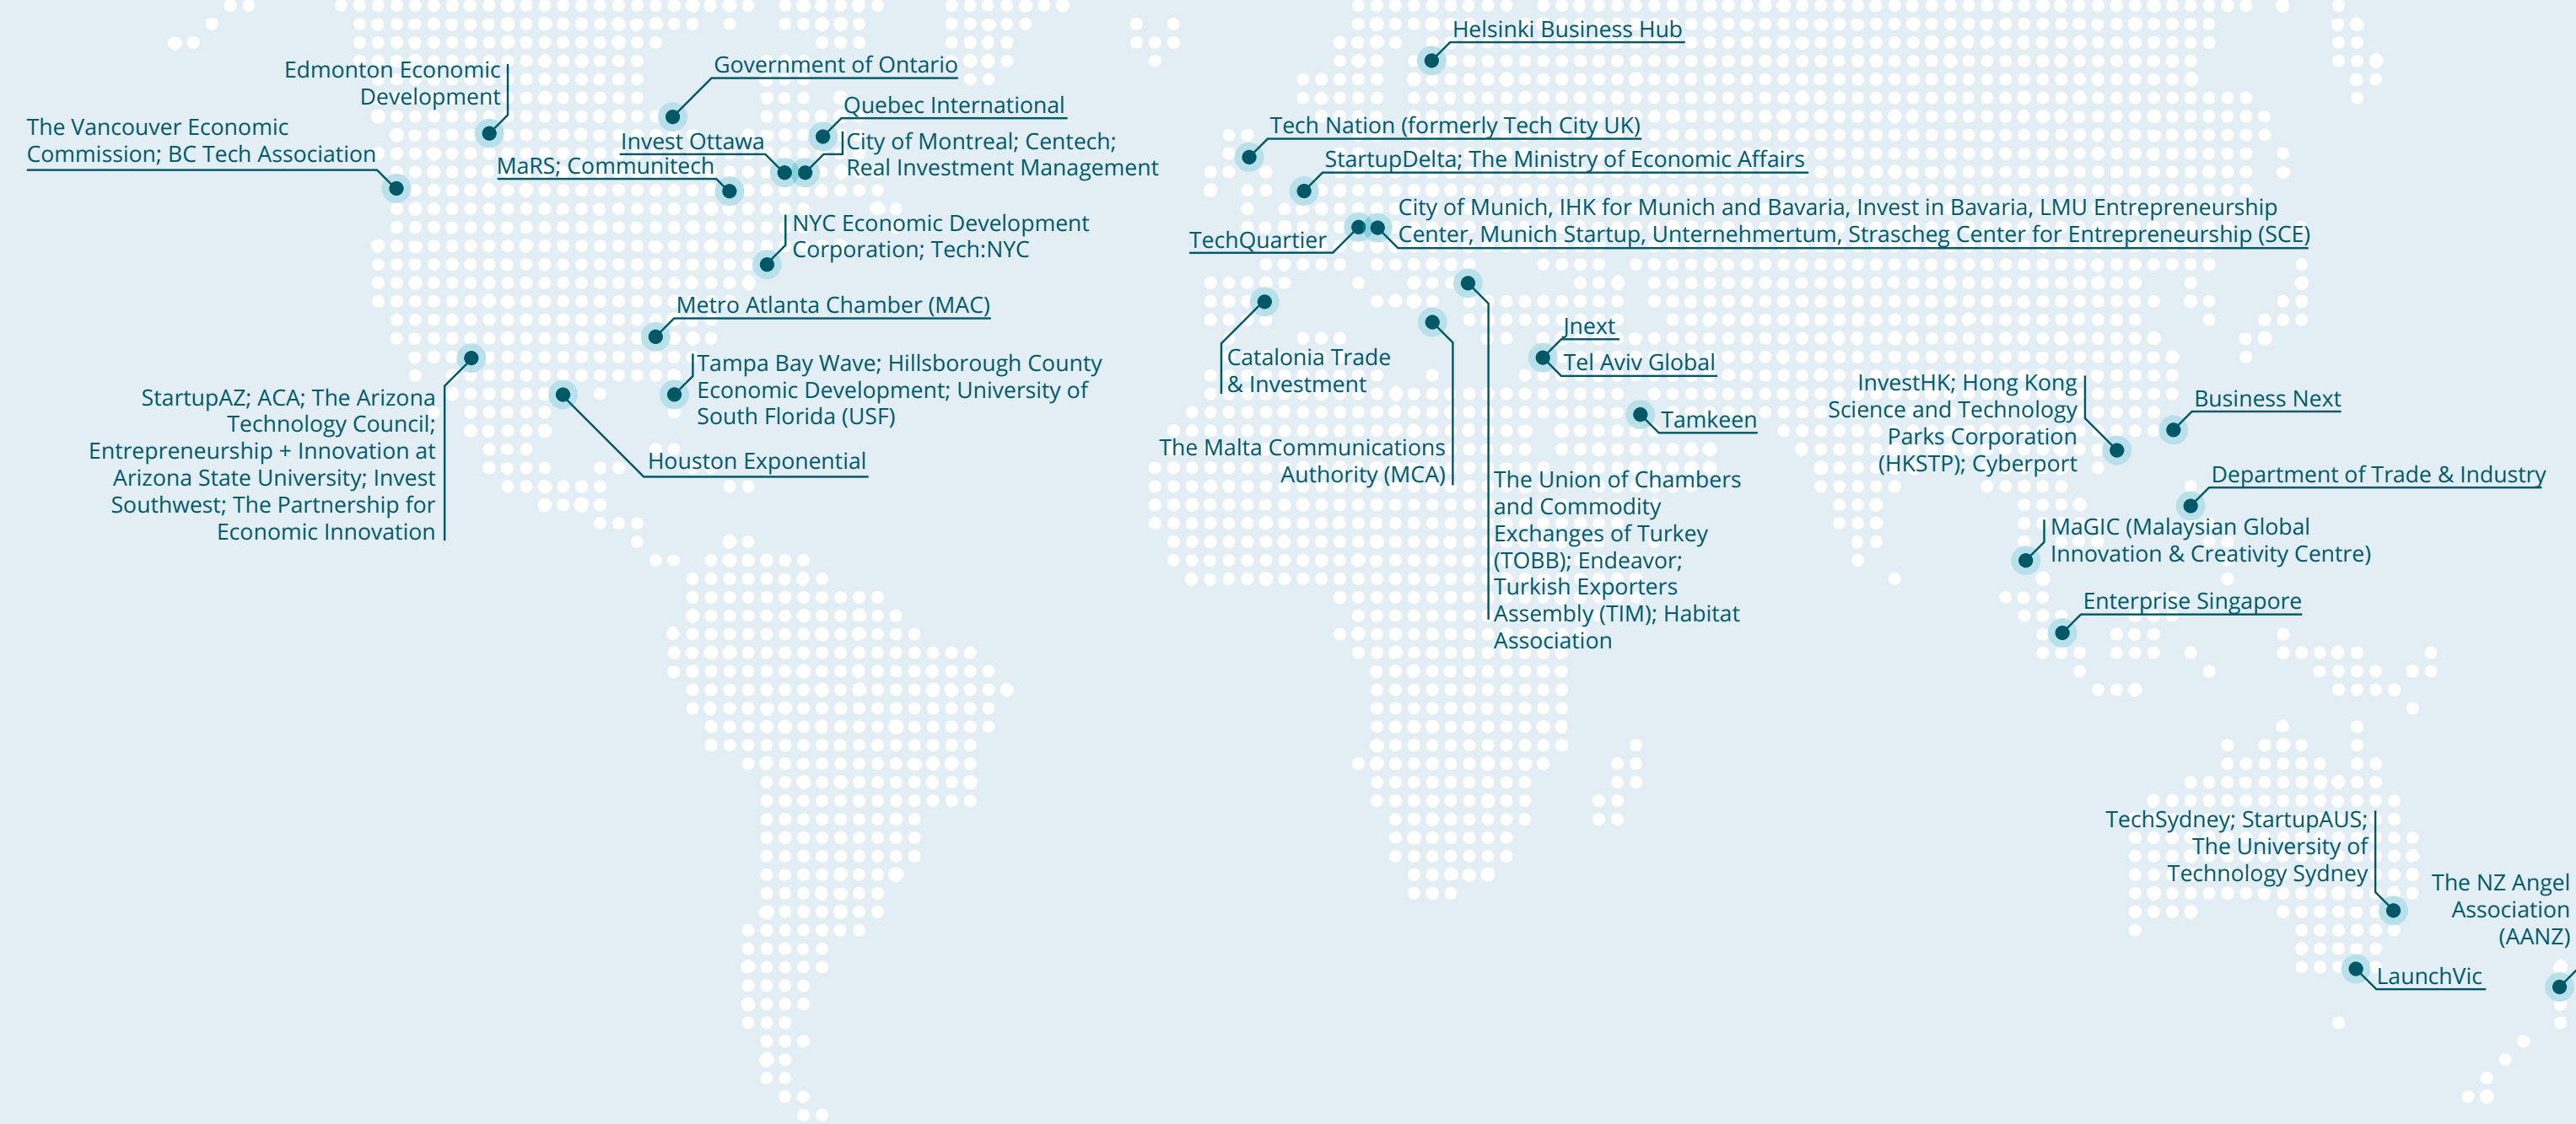 Helsinki Business Hub
Edmonton Economic
Development
Government of Ontario
Quebec International
The Vancouver Economic
Commission; BC Tech Association
Invest Ottawa
City of Montreal; Centech;
Real Investment Management
MaRS; Communitech
Tech Nation (formerly Tech City UK)
StartupDelta; The Ministry of Economic Affairs
NYC Economic Development
Corporation; Tech:NYC
TechQuartier
City of Munich, IHK for Munich and Bavaria, Invest in Bavaria, LMU Entrepreneurship
Center, Munich Startup, Unternehmertum, Strascheg Center for Entrepreneurship (SCE)
Metro Atlanta Chamber (MAC)
Tampa Bay Wave; Hillsborough County
Economic Development; University of
South Florida (USF)
StartupAZ; ACA; The Arizona
Technology Council;
Entrepreneurship + Innovation at
Arizona State University; Invest
Southwest; The Partnership for
Economic Innovation
Houston Exponential
Catalonia Trade
& Investment
Jnext
Tel Aviv Global
Tamkeen
The Malta Communications
Authority (MCA)
The Union of Chambers
and Commodity
Exchanges of Turkey
(TOBB); Endeavor;
Turkish Exporters
Assembly (TIM); Habitat
Association
InvestHK; Hong Kong
Science and Technology
Parks Corporation
(HKSTP); Cyberport
Business Next
Department of Trade & Industry
MaGIC (Malaysian Global
Innovation & Creativity Centre)
Enterprise Singapore
TechSydney; StartupAUS;
The University of
Technology Sydney
The NZ Angel
Association
(AANZ)
LaunchVic